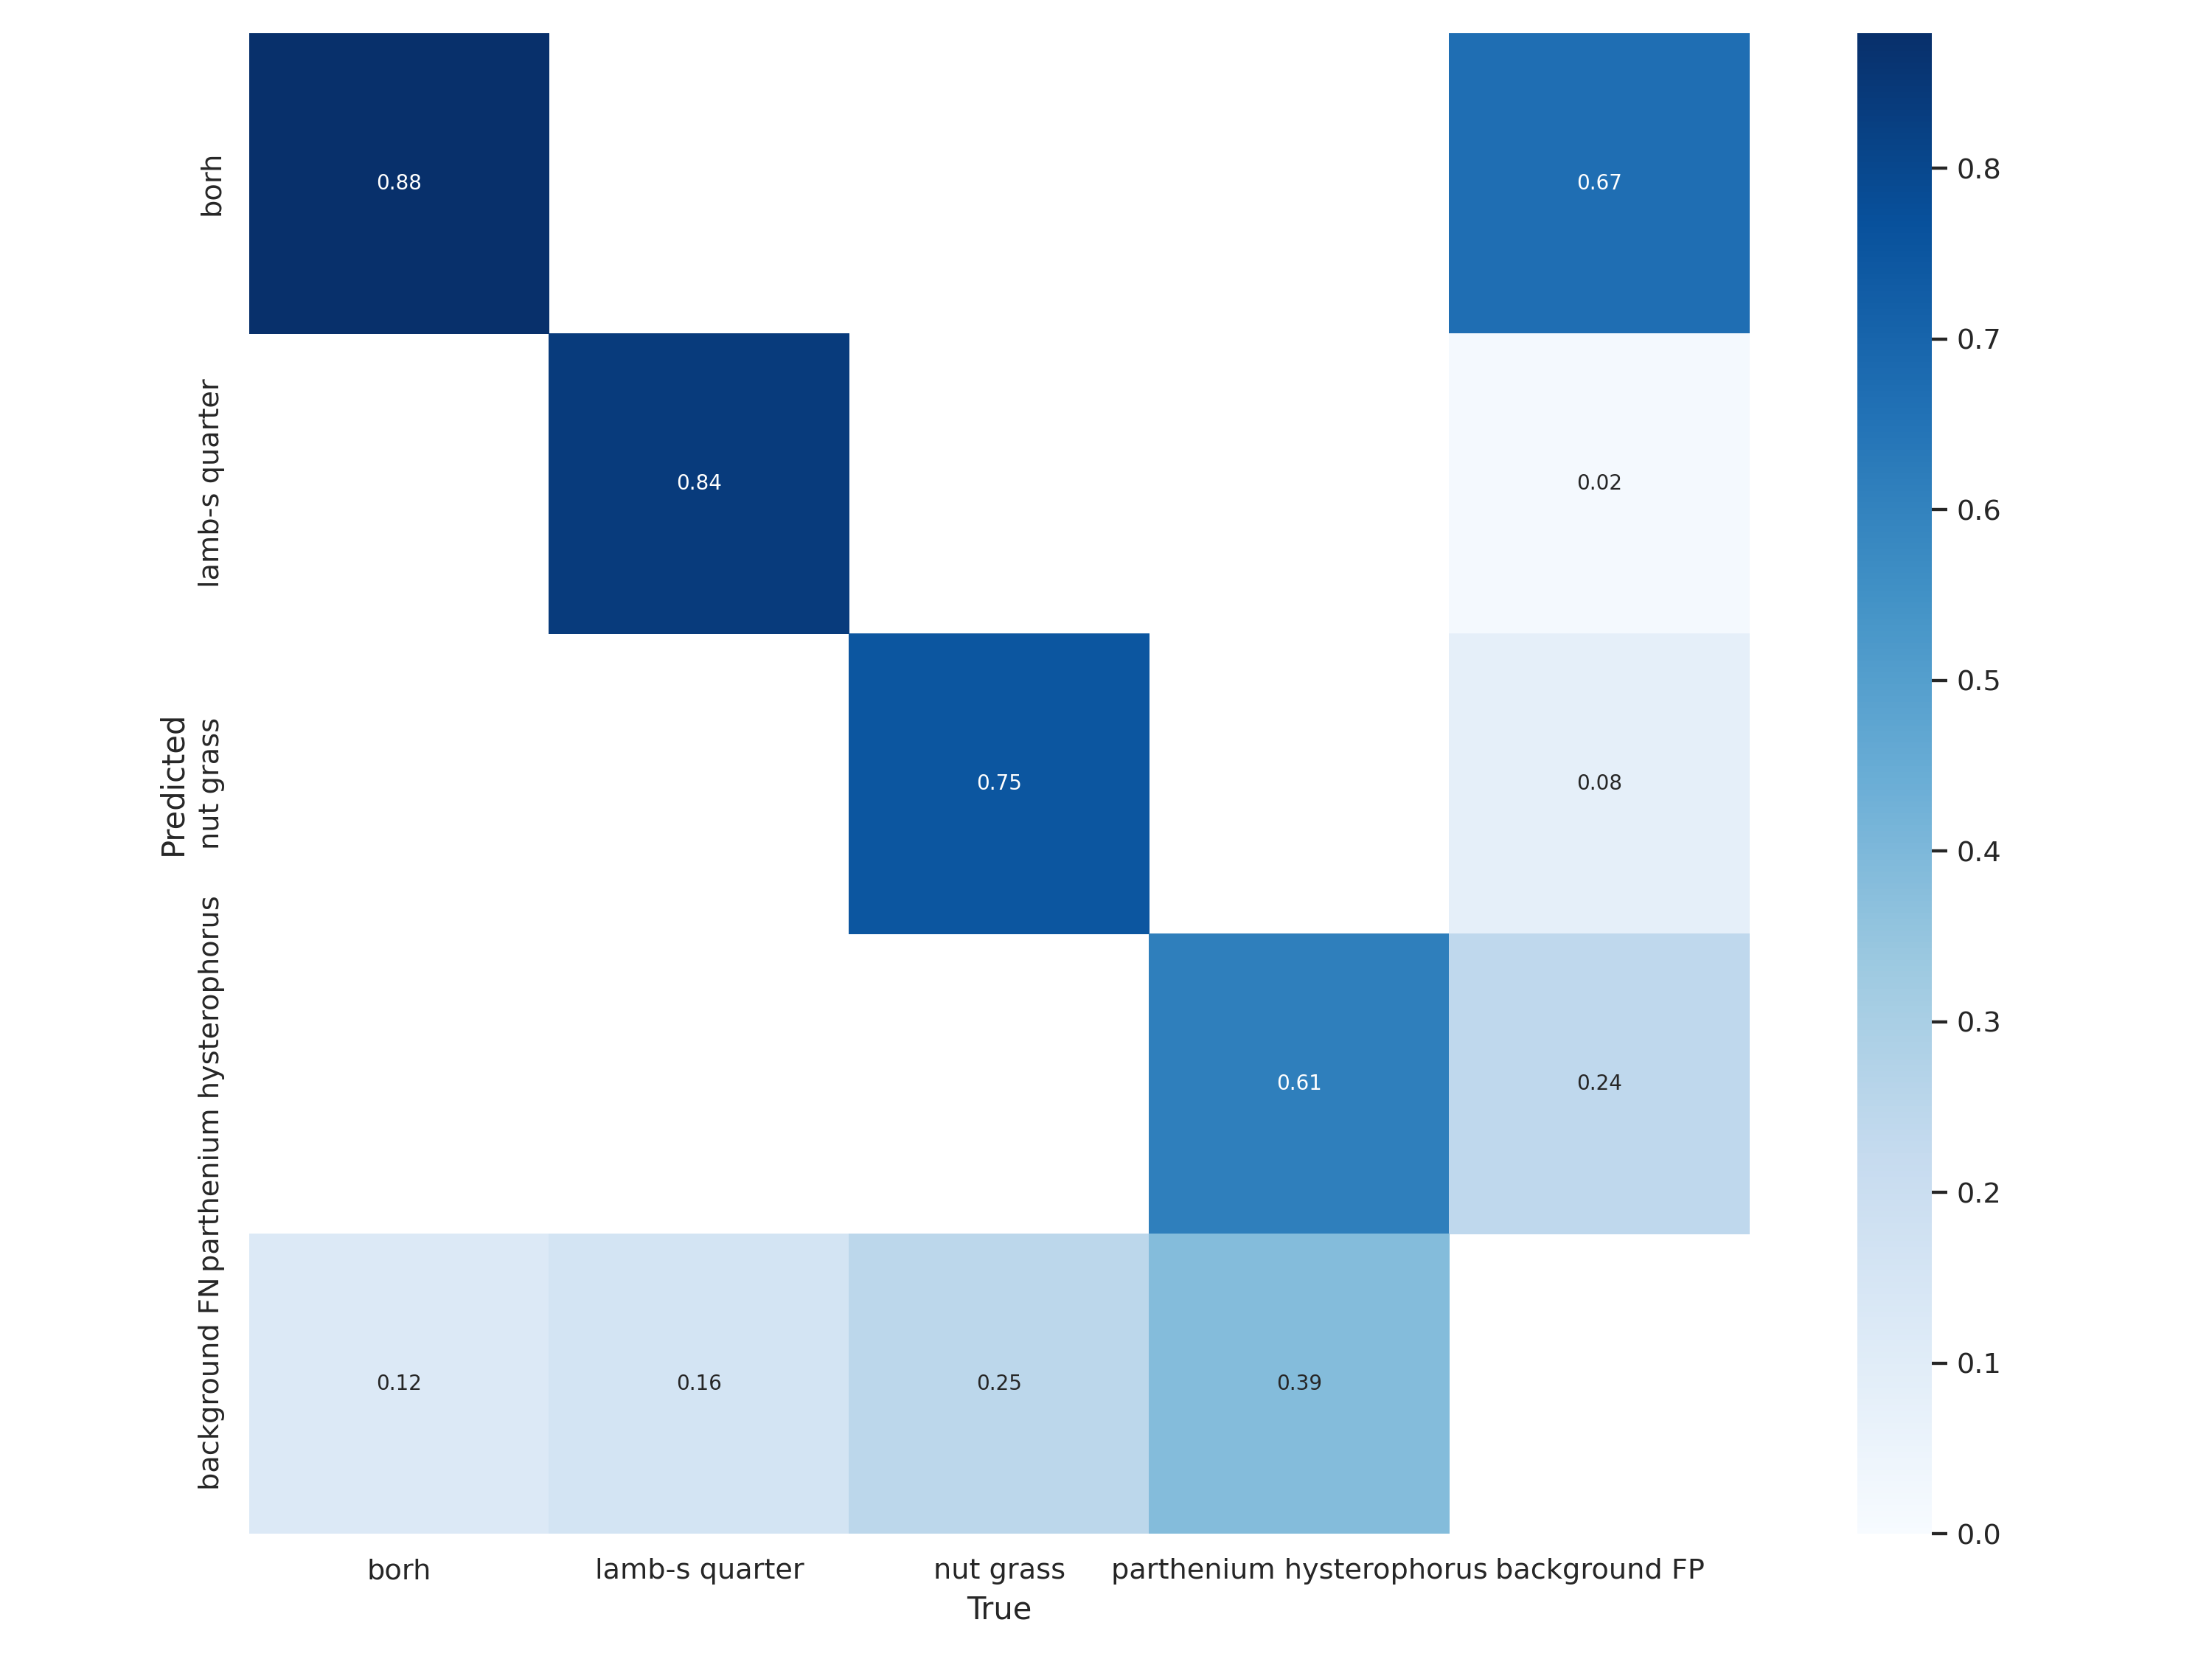 borh
0.88
0.67
lamb-s quarter
0.84
0.02
Predicted
nut grass
0.75
0.08
parthenium hysterophorus
0.61
0.24
background FN
0.12
0.16
0.25
0.39
borh
lamb-s quarter
nut grass
parthenium hysterophorus
background FP
True
0.8
0.7
0.6
0.5
0.4
0.3
0.2
0.1
0.0